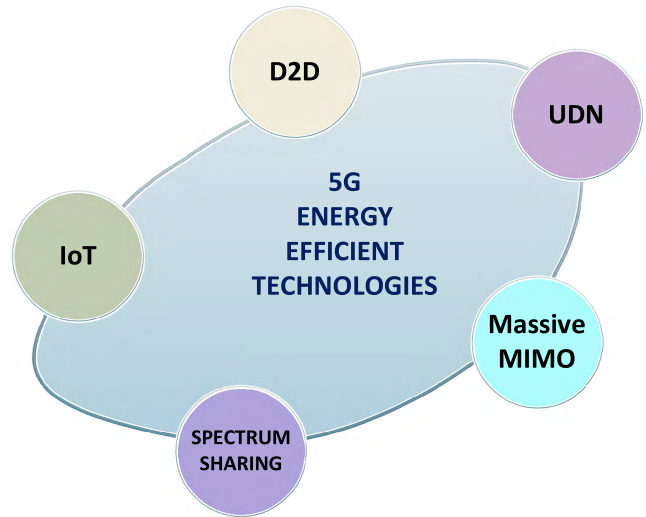 D2D
UDN
5G
ENERGY
EFFICIENT
TECHNOLOGIES
IoT
Massive
MIMO
SPECTRUM
SHARING